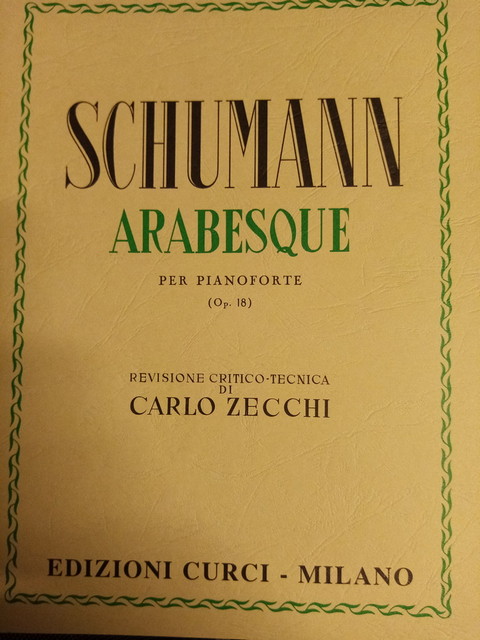 SCHUMANN
ARABESQUE
PER PIANOFORTE
(Op. 18)
REVISIONE CRITICO-TECNICA
DI
CARLO ZECCHI
EDIZIONI CURCI - MILANO